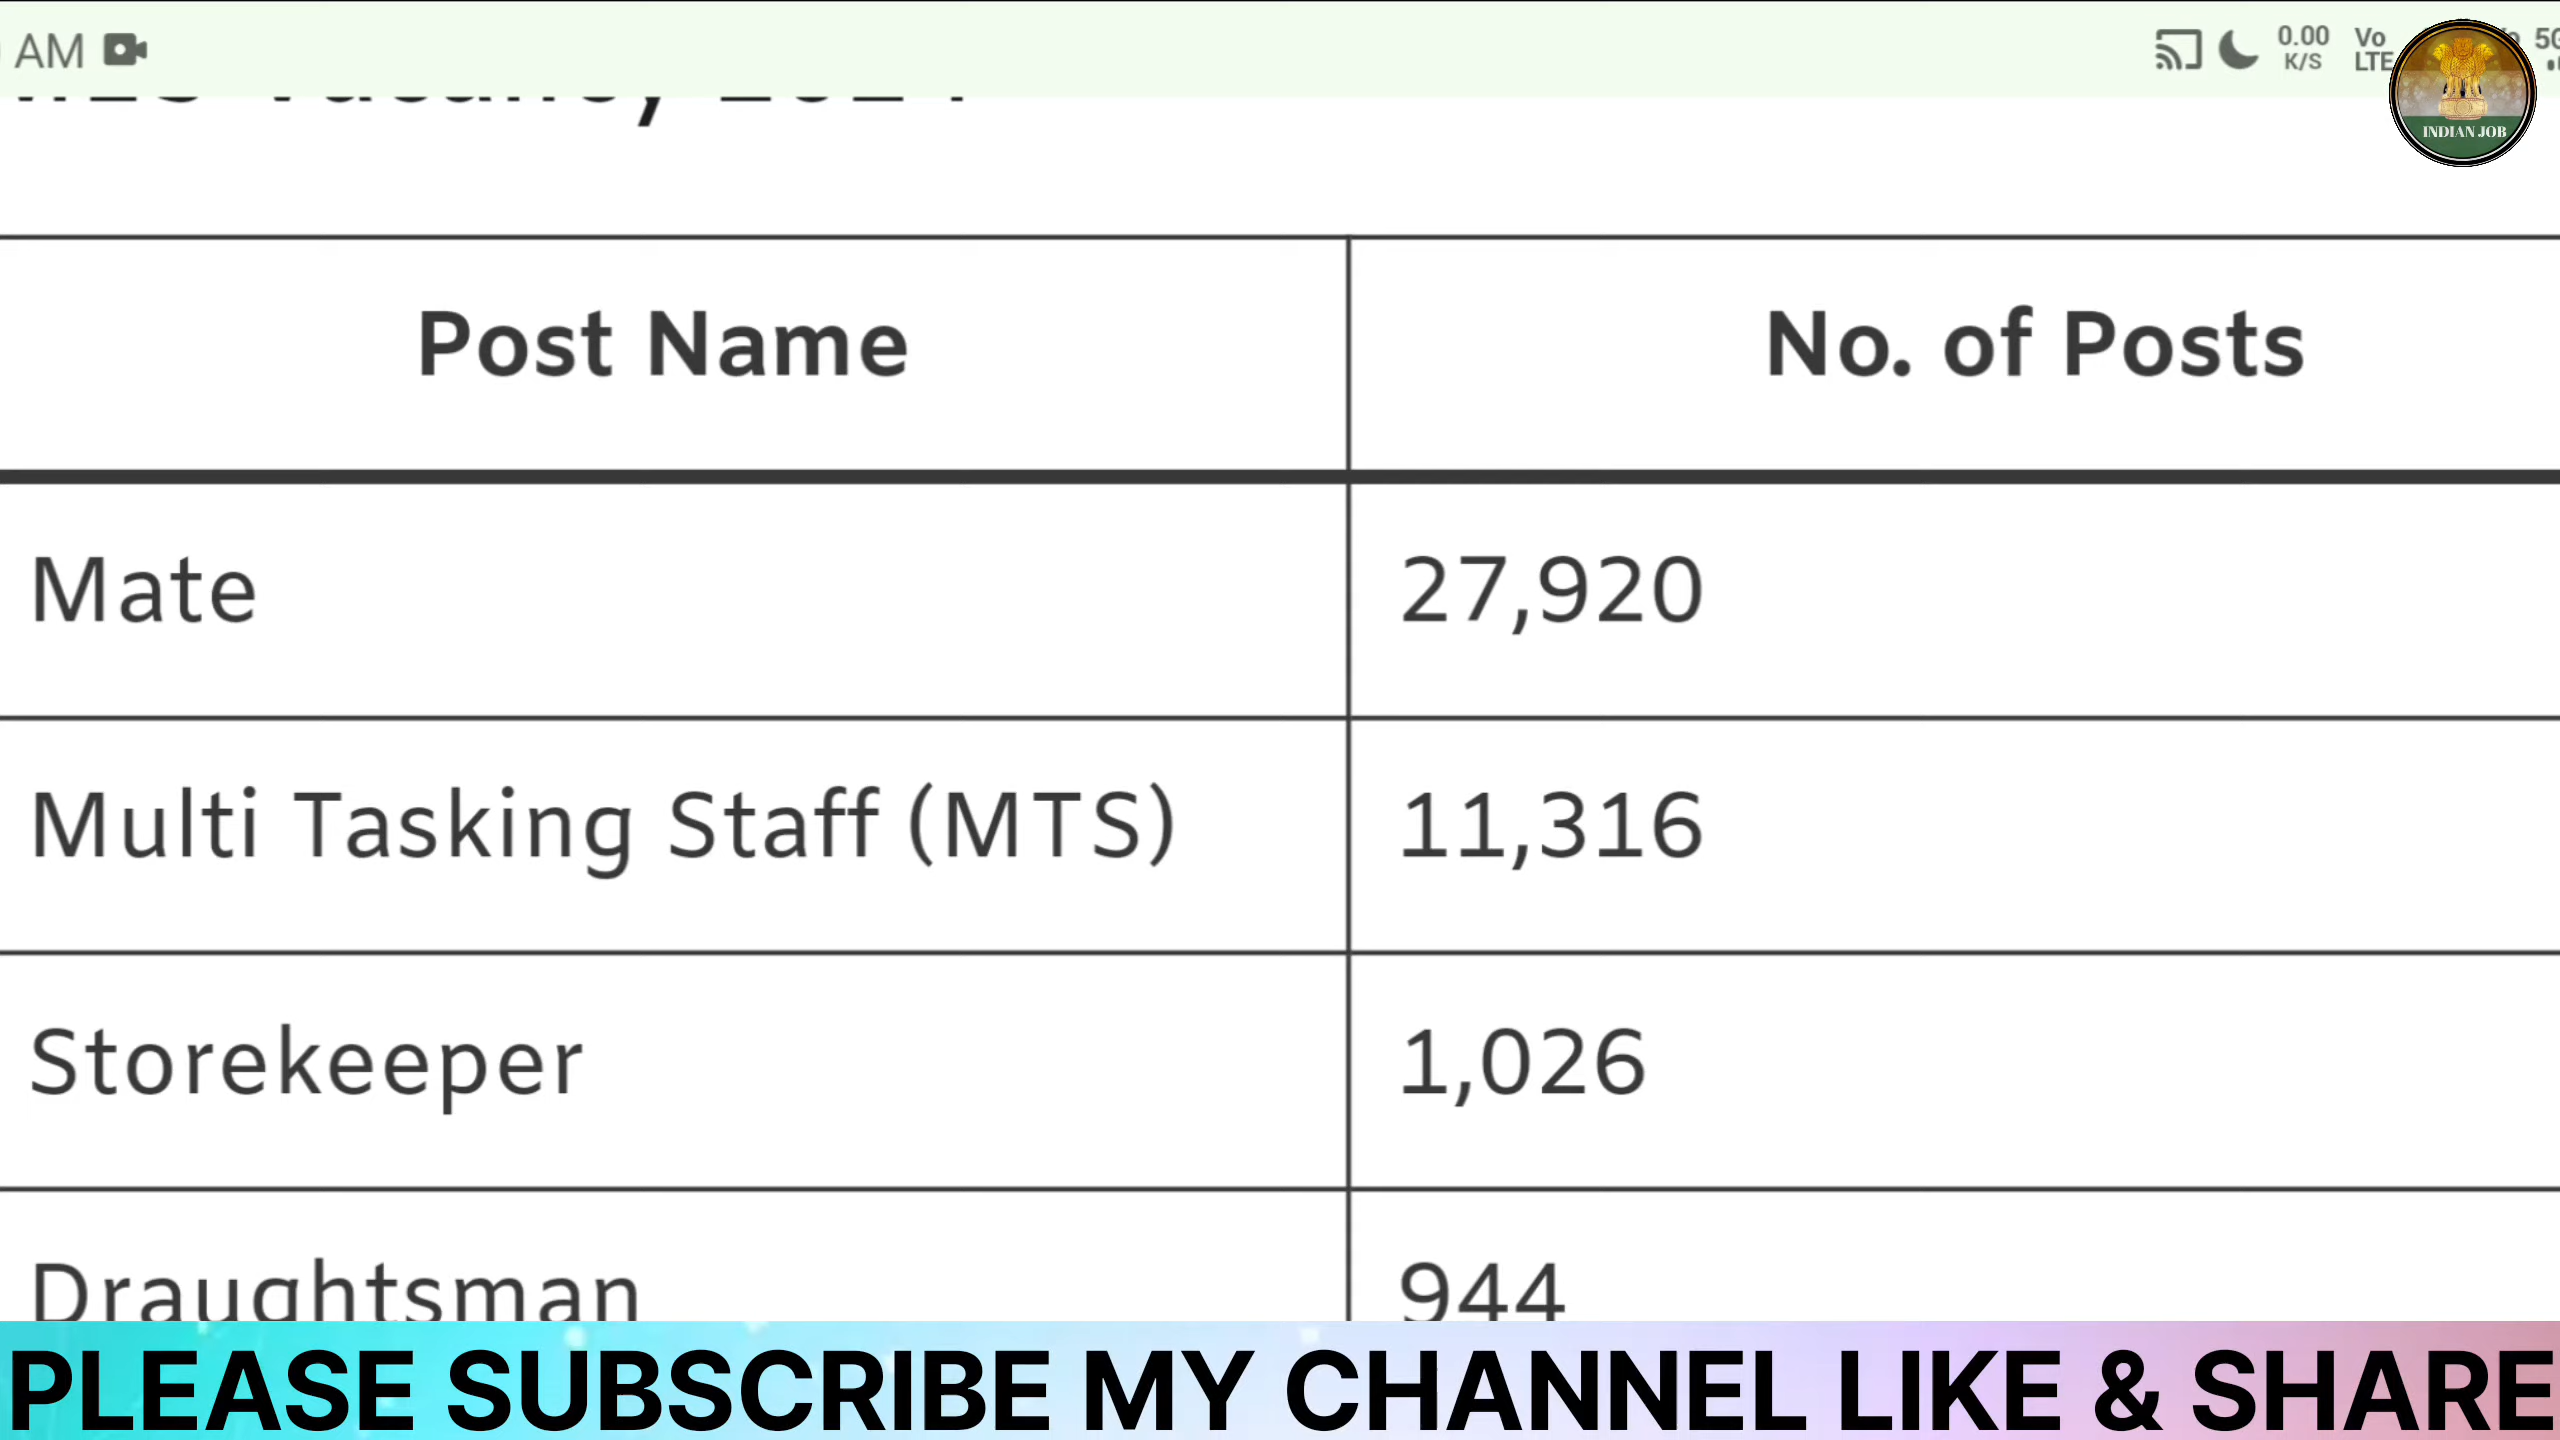 AM
0.00
K/S
Vo
LTE
INDIAN JOB
Post Name
No. of Posts
Mate
27,920
Multi Tasking Staff (MTS)
11,316
Storekeeper
1,026
Draughtsman
944
PLEASE SUBSCRIBE MY CHANNEL LIKE & SHARE